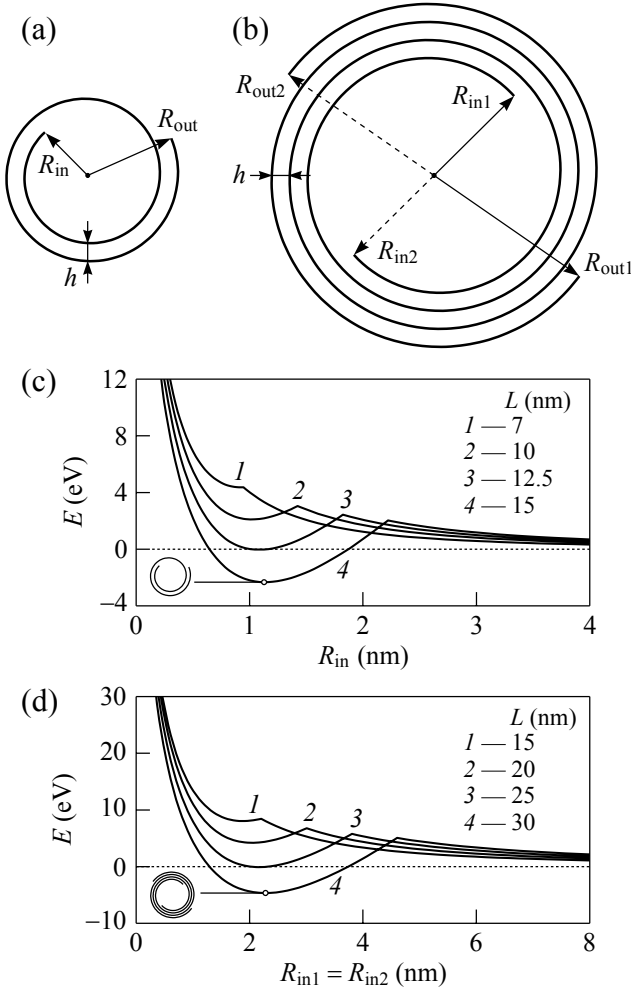 (a)
R_in
R_out
h
(b)
R_out2
R_in1
h
R_in2
R_out1
(c)
12
8
4
0
−4
E (eV)
L (nm)
1 — 7
2 — 10
3 — 12.5
4 — 15
1
2
3
4
0 1 2 3 4
R_in (nm)
(d)
30
20
10
0
−10
E (eV)
L (nm)
1 — 15
2 — 20
3 — 25
4 — 30
1
2
3
4
0 2 4 6 8
R_in1 = R_in2 (nm)